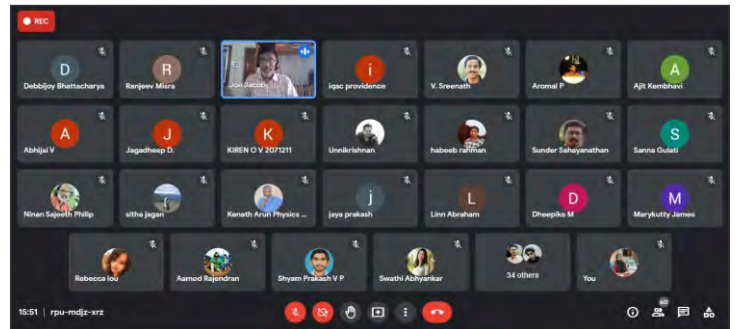 REC
D
Debbijoy Bhattacharya
R
Ranjeev Misra
Joe Jacob
i
iqac providence
V. Sreenath
Aromal P
A
Ajit Kembhavi
A
Abhijai V
J
Jagadheep D.
K
KIREN O V 2071211
Unnikrishnan
habeeb rahman
Sunder Sahayanathan
S
Sanna Gulati
Ninan Sajeeth Philip
sitha jagan
Kenath Arun Physics ...
j
jaya prakash
L
Linn Abraham
D
Dheepika M
M
Marykutty James
Rebecca lou
Aamod Rajendran
Shyam Prakash V P
Swathi Abhyankar
34 others
You
15:51 | rpu-mdjz-xrz
60